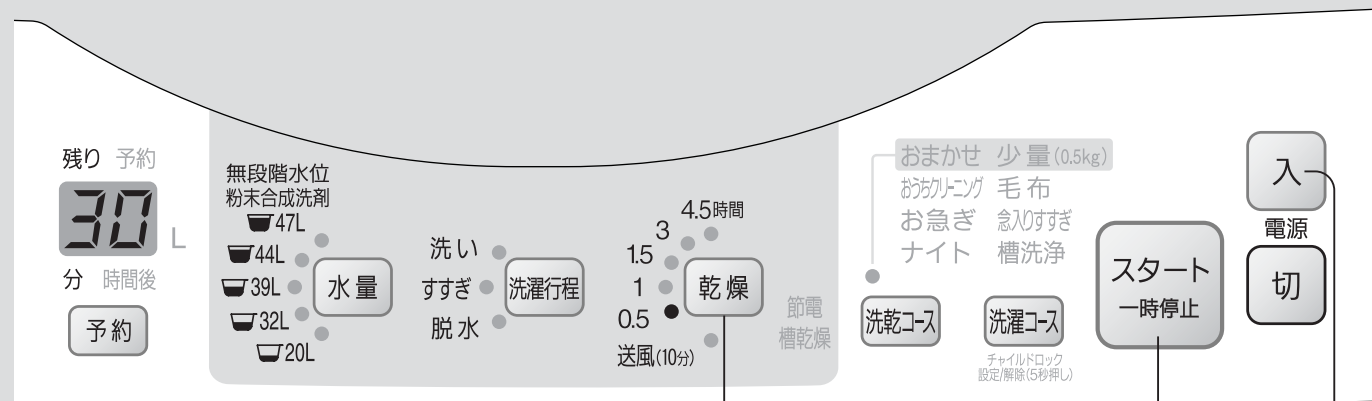 残り 予約
30 L
分 時間後
予約
無段階水位
粉末合成洗剤
47L
44L
39L
32L
20L
水量
洗い
すすぎ
脱水
洗濯行程
4.5時間
3
1.5
1
0.5
送風(10分)
乾燥
節電
槽乾燥
おまかせ 少量(0.5kg)
おうちクリーニング 毛布
お急ぎ 念入りすすぎ
ナイト 槽洗浄
洗乾コース
洗濯コース
チャイルドロック
設定/解除(5秒押し)
スタート
一時停止
入
電源
切